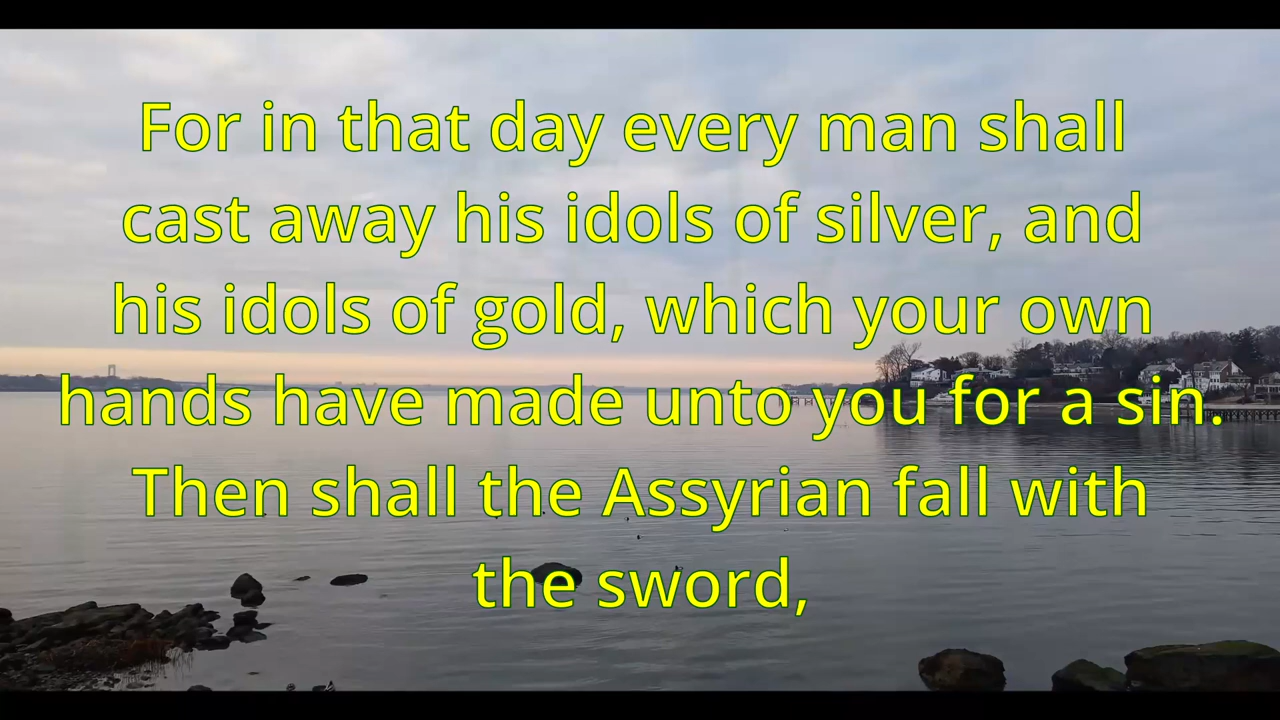 For in that day every man shall
cast away his idols of silver, and
his idols of gold, which your own
hands have made unto you for a sin.
Then shall the Assyrian fall with
the sword,